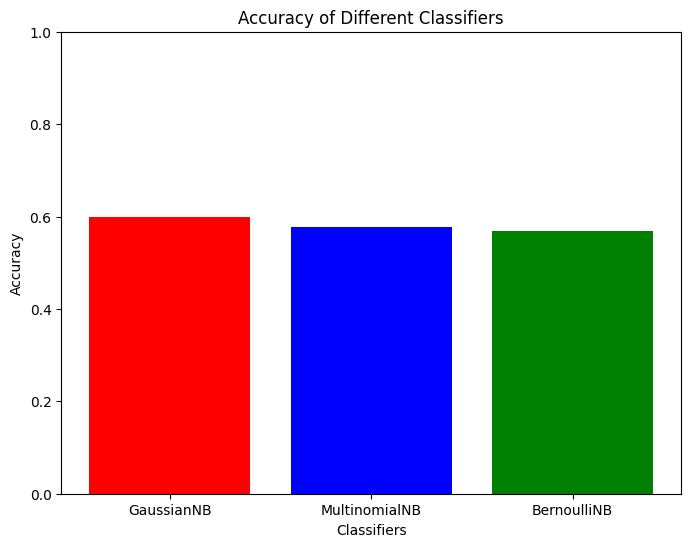 Accuracy of Different Classifiers
1.0
0.8
0.6
0.4
0.2
0.0
Accuracy
GaussianNB MultinomialNB BernoulliNB
Classifiers